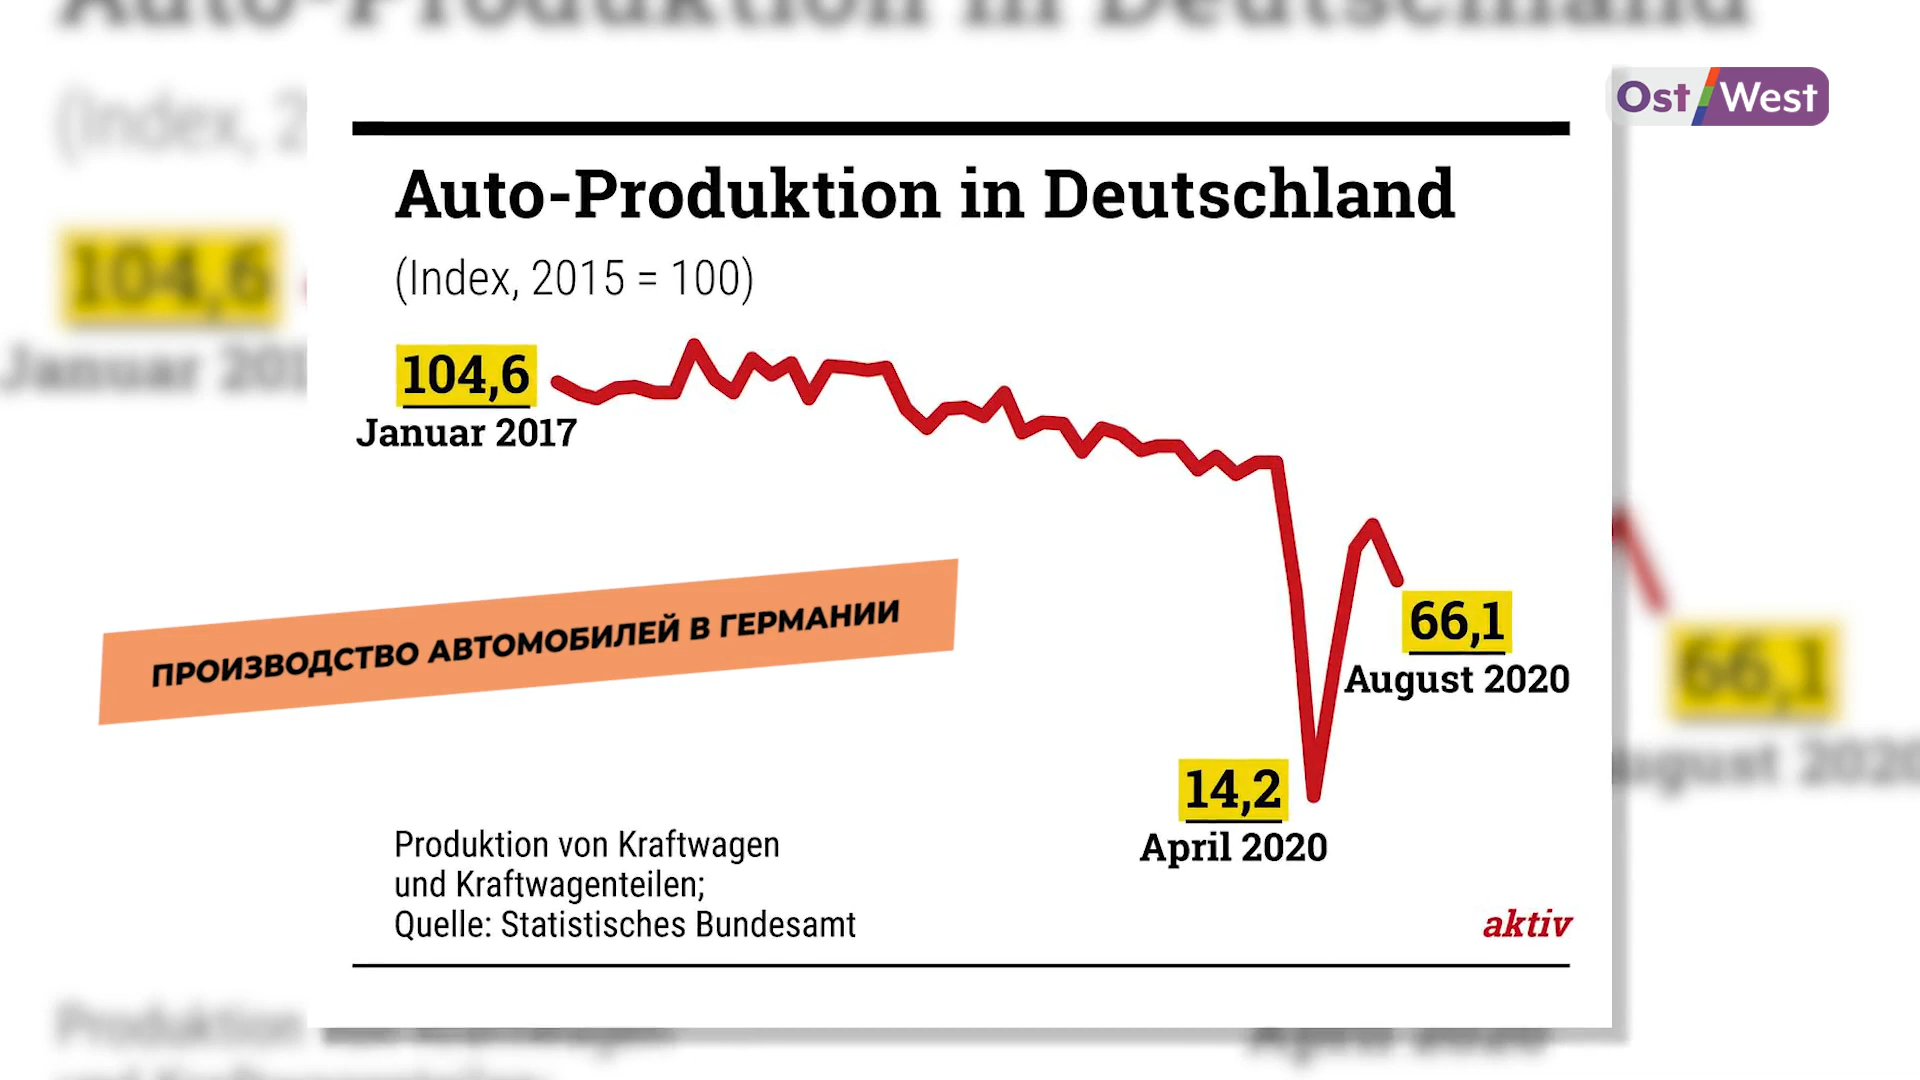 Ost West
Auto-Produktion in Deutschland
(Index, 2015 = 100)
104,6
Januar 2017
66,1
August 2020
ПРОИЗВОДСТВО АВТОМОБИЛЕЙ В ГЕРМАНИИ
14,2
April 2020
Produktion von Kraftwagen
und Kraftwagenteilen;
Quelle: Statistisches Bundesamt
aktiv